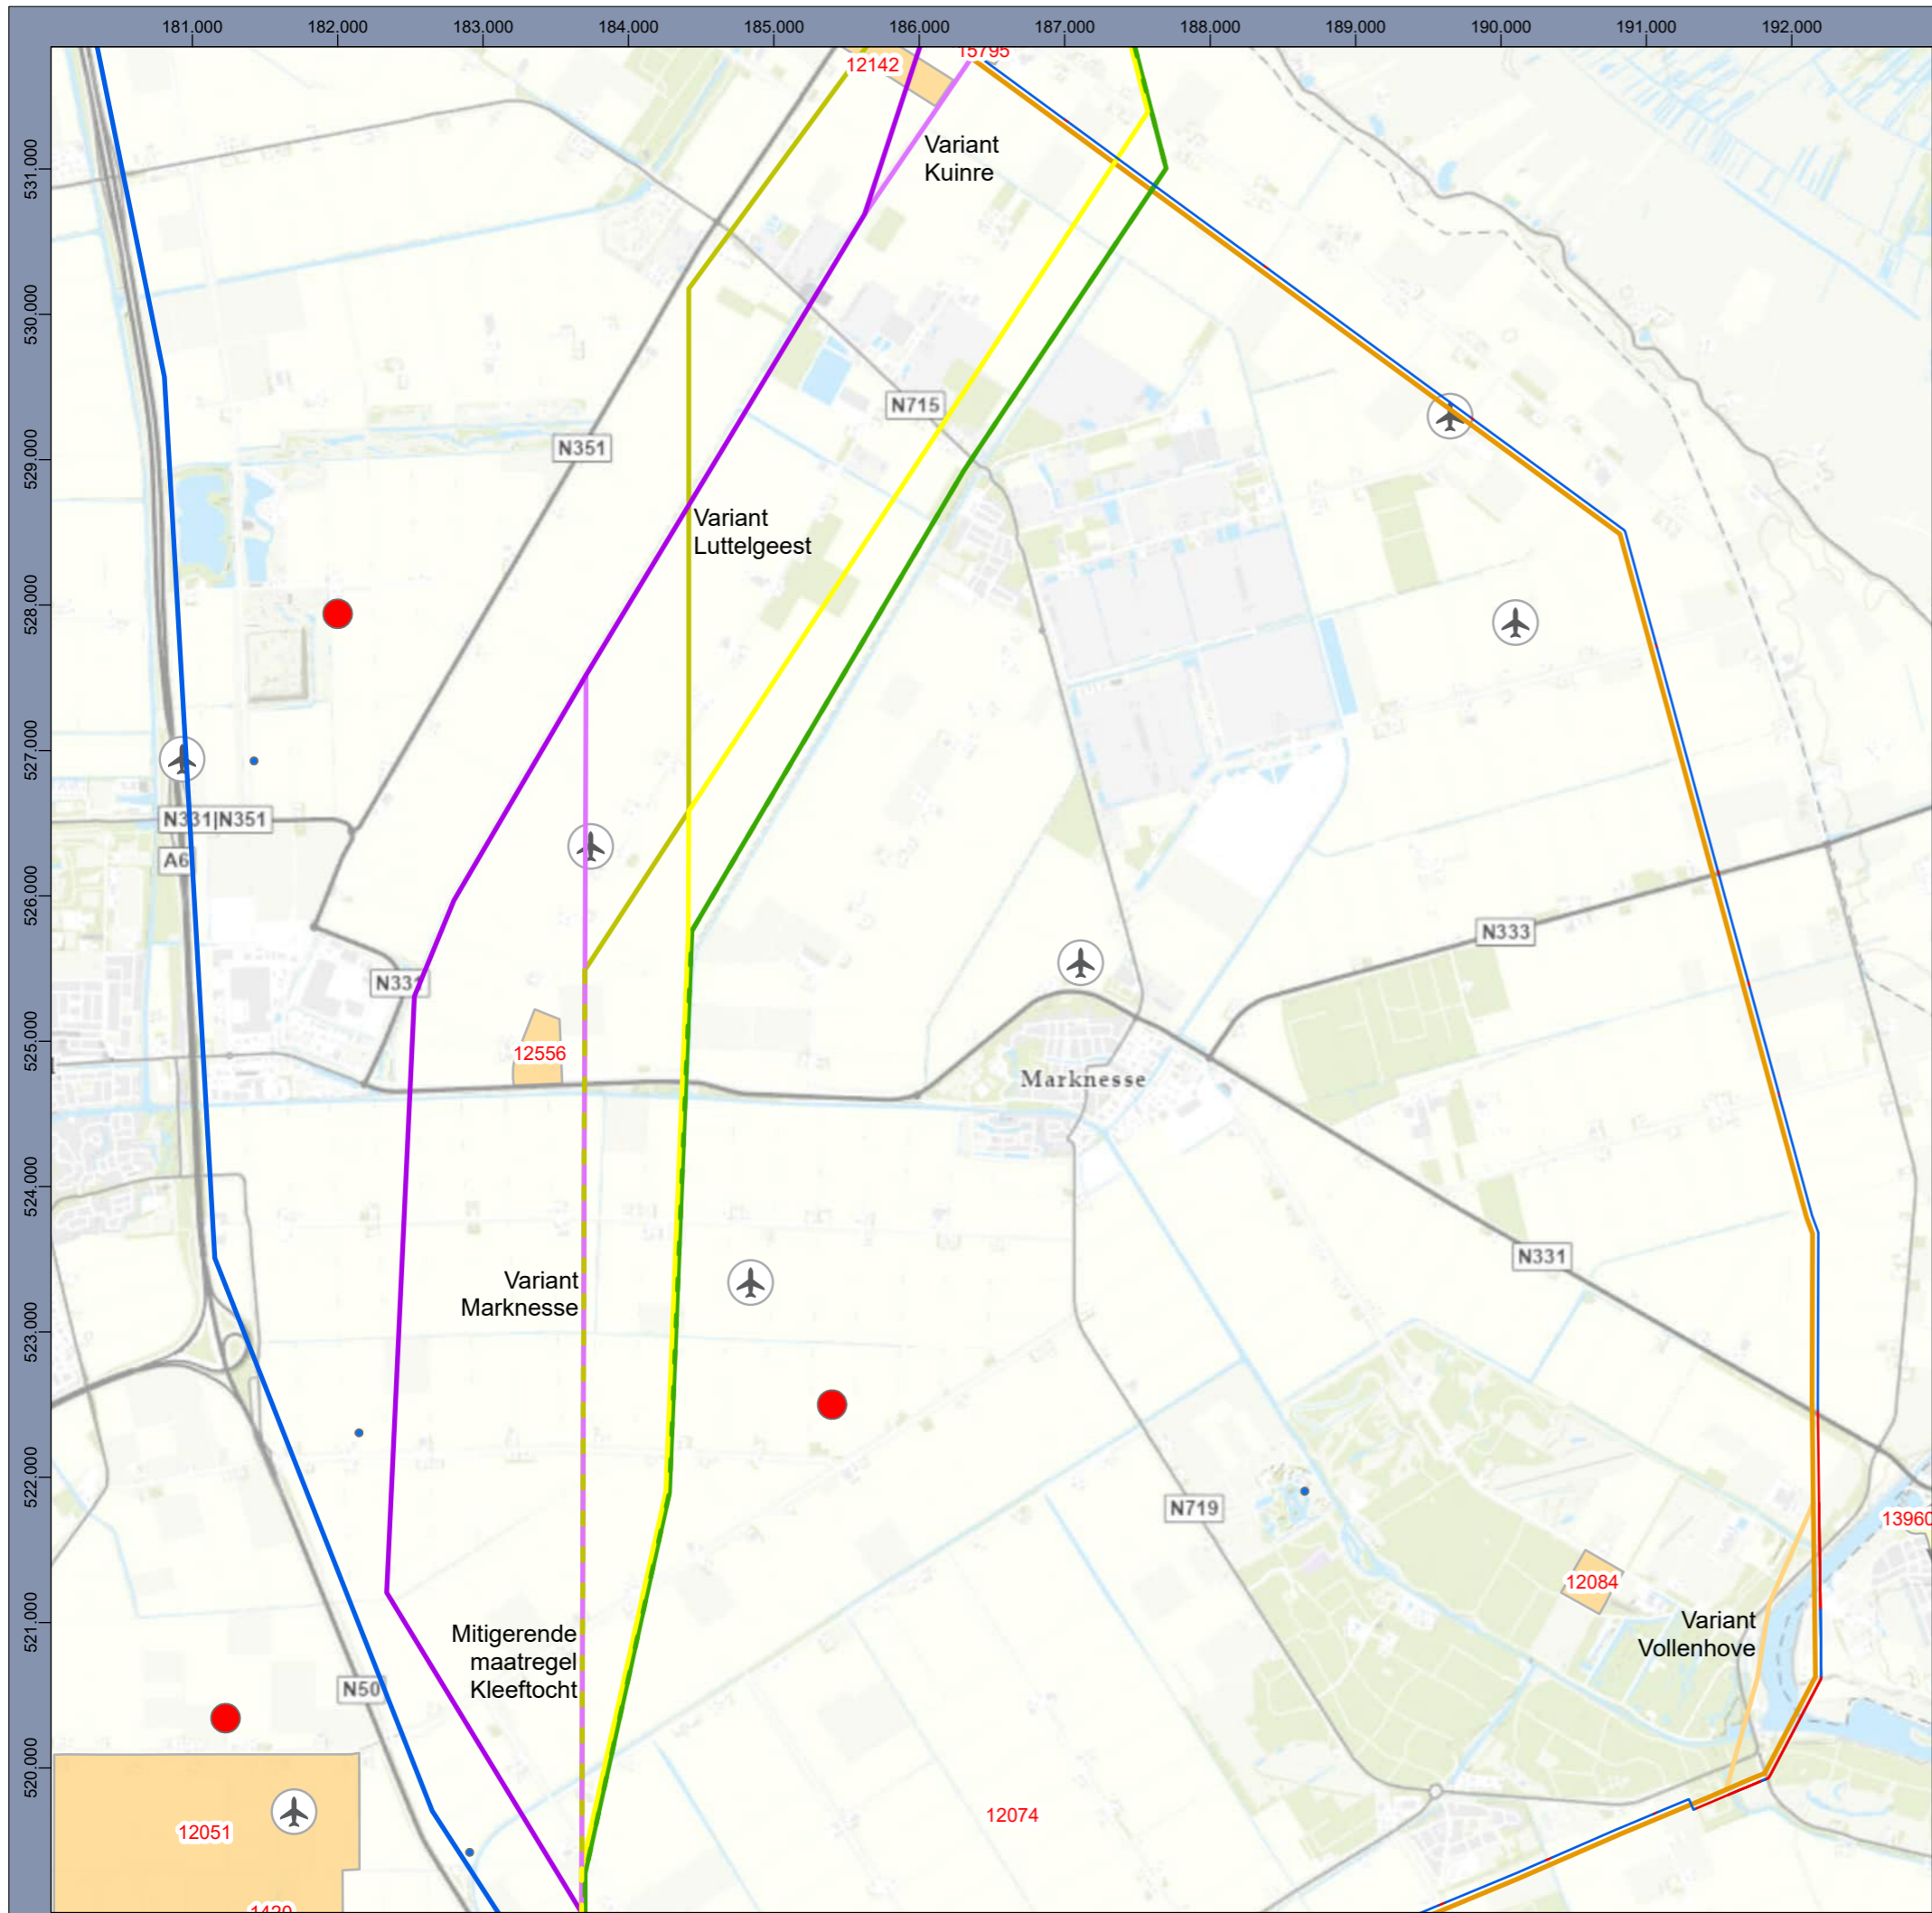 181.000 182.000 183.000 184.000 185.000 186.000 187.000 188.000 189.000 190.000 191.000 192.000
15795
12142
Variant
Kuinre
531.000
530.000
N715
N351
529.000
Variant
Luttelgeest
528.000
527.000
N331|N351
A6
526.000
N333
N331
525.000
12556
Marknesse
524.000
N331
Variant
Marknesse
523.000
522.000
N719
13960
12084
521.000
Variant
Vollenhove
Mitigerende
maatregel
Kleeftocht
N50
520.000
12074
12051
1420